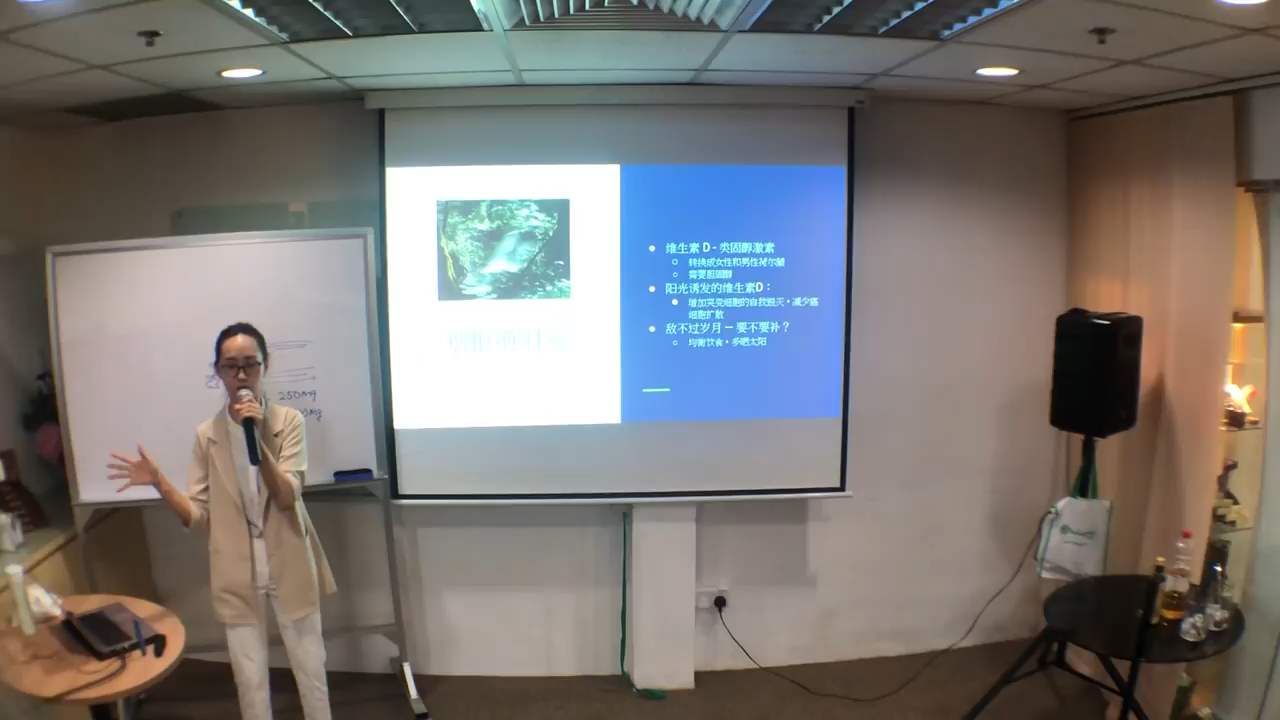 250mg
维生素 D - 类固醇激素
转换成女性和男性荷尔蒙
需要胆固醇
阳光诱发的维生素D：
增加突变细胞的自我毁灭，减少癌
细胞扩散
敌不过岁月 – 要不要补？
均衡饮食，多晒太阳